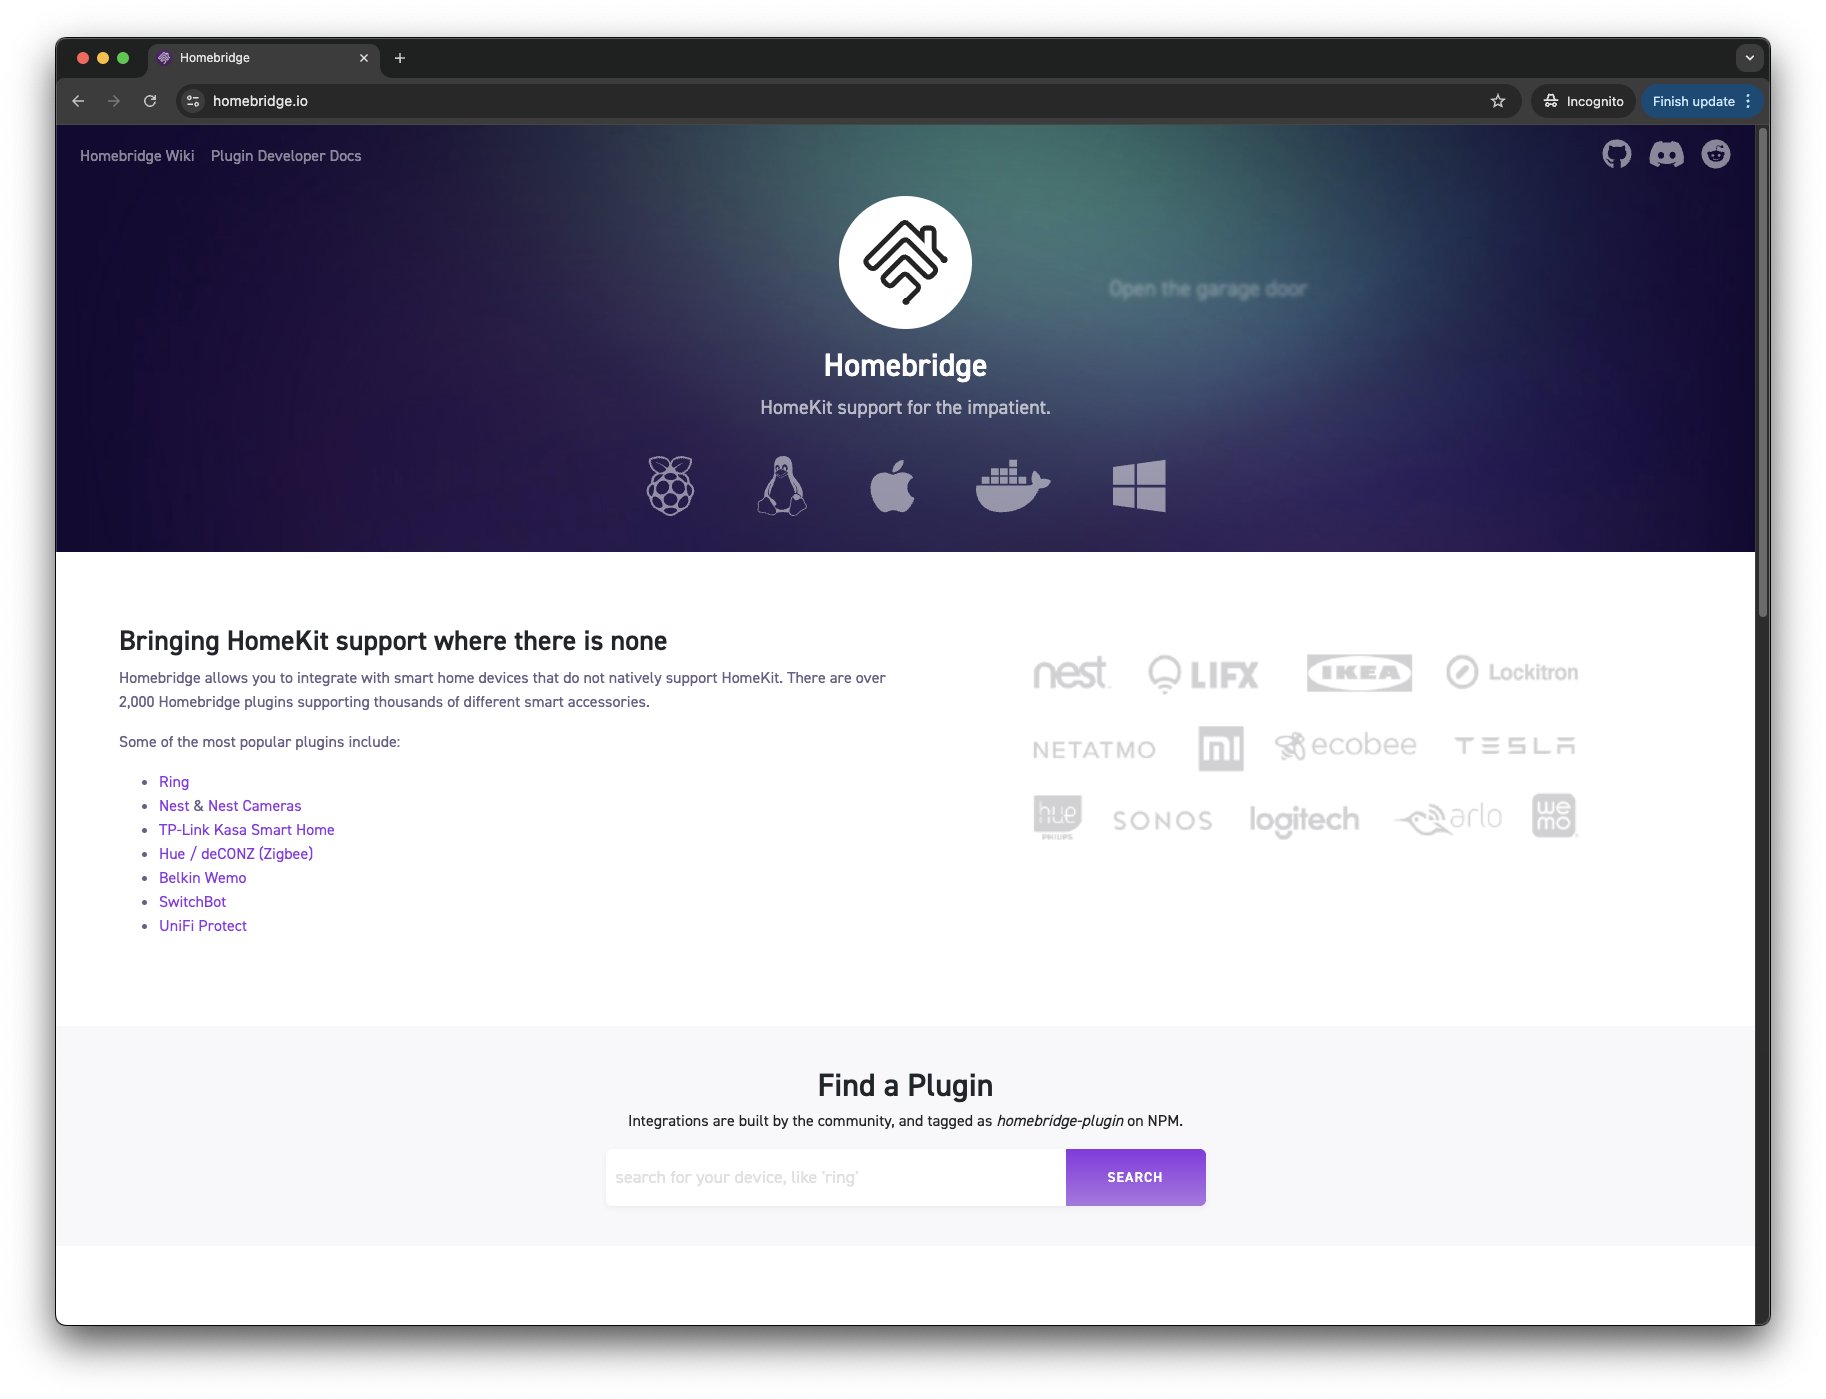 Homebridge
homebridge.io
Incognito
Finish update
Homebridge Wiki
Plugin Developer Docs
Open the garage door
Homebridge
HomeKit support for the impatient.
Bringing HomeKit support where there is none
Homebridge allows you to integrate with smart home devices that do not natively support HomeKit. There are over
2,000 Homebridge plugins supporting thousands of different smart accessories.
Some of the most popular plugins include:
Ring
Nest & Nest Cameras
TP-Link Kasa Smart Home
Hue / deCONZ (Zigbee)
Belkin Wemo
SwitchBot
UniFi Protect
nest
LIFX
IKEA
Lockitron
NETATMO
mi
ecobee
TESLA
hue
PHILIPS
SONOS
logitech
arlo
we
mo
Find a Plugin
Integrations are built by the community, and tagged as homebridge-plugin on NPM.
search for your device, like 'ring'
SEARCH